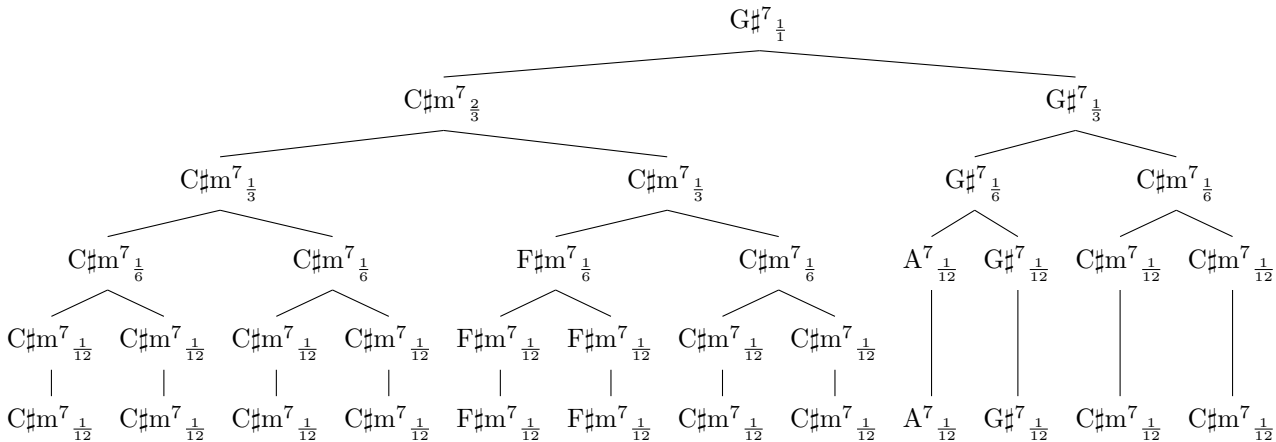 G♯⁷ 1/1
C♯m⁷ 2/3 G♯⁷ 1/3
C♯m⁷ 1/3 C♯m⁷ 1/3 G♯⁷ 1/6 C♯m⁷ 1/6
C♯m⁷ 1/6 C♯m⁷ 1/6 F♯m⁷ 1/6 C♯m⁷ 1/6 A⁷ 1/12 G♯⁷ 1/12 C♯m⁷ 1/12 C♯m⁷ 1/12
C♯m⁷ 1/12 C♯m⁷ 1/12 C♯m⁷ 1/12 C♯m⁷ 1/12 F♯m⁷ 1/12 F♯m⁷ 1/12 C♯m⁷ 1/12 C♯m⁷ 1/12
C♯m⁷ 1/12 C♯m⁷ 1/12 C♯m⁷ 1/12 C♯m⁷ 1/12 F♯m⁷ 1/12 F♯m⁷ 1/12 C♯m⁷ 1/12 C♯m⁷ 1/12 A⁷ 1/12 G♯⁷ 1/12 C♯m⁷ 1/12 C♯m⁷ 1/12